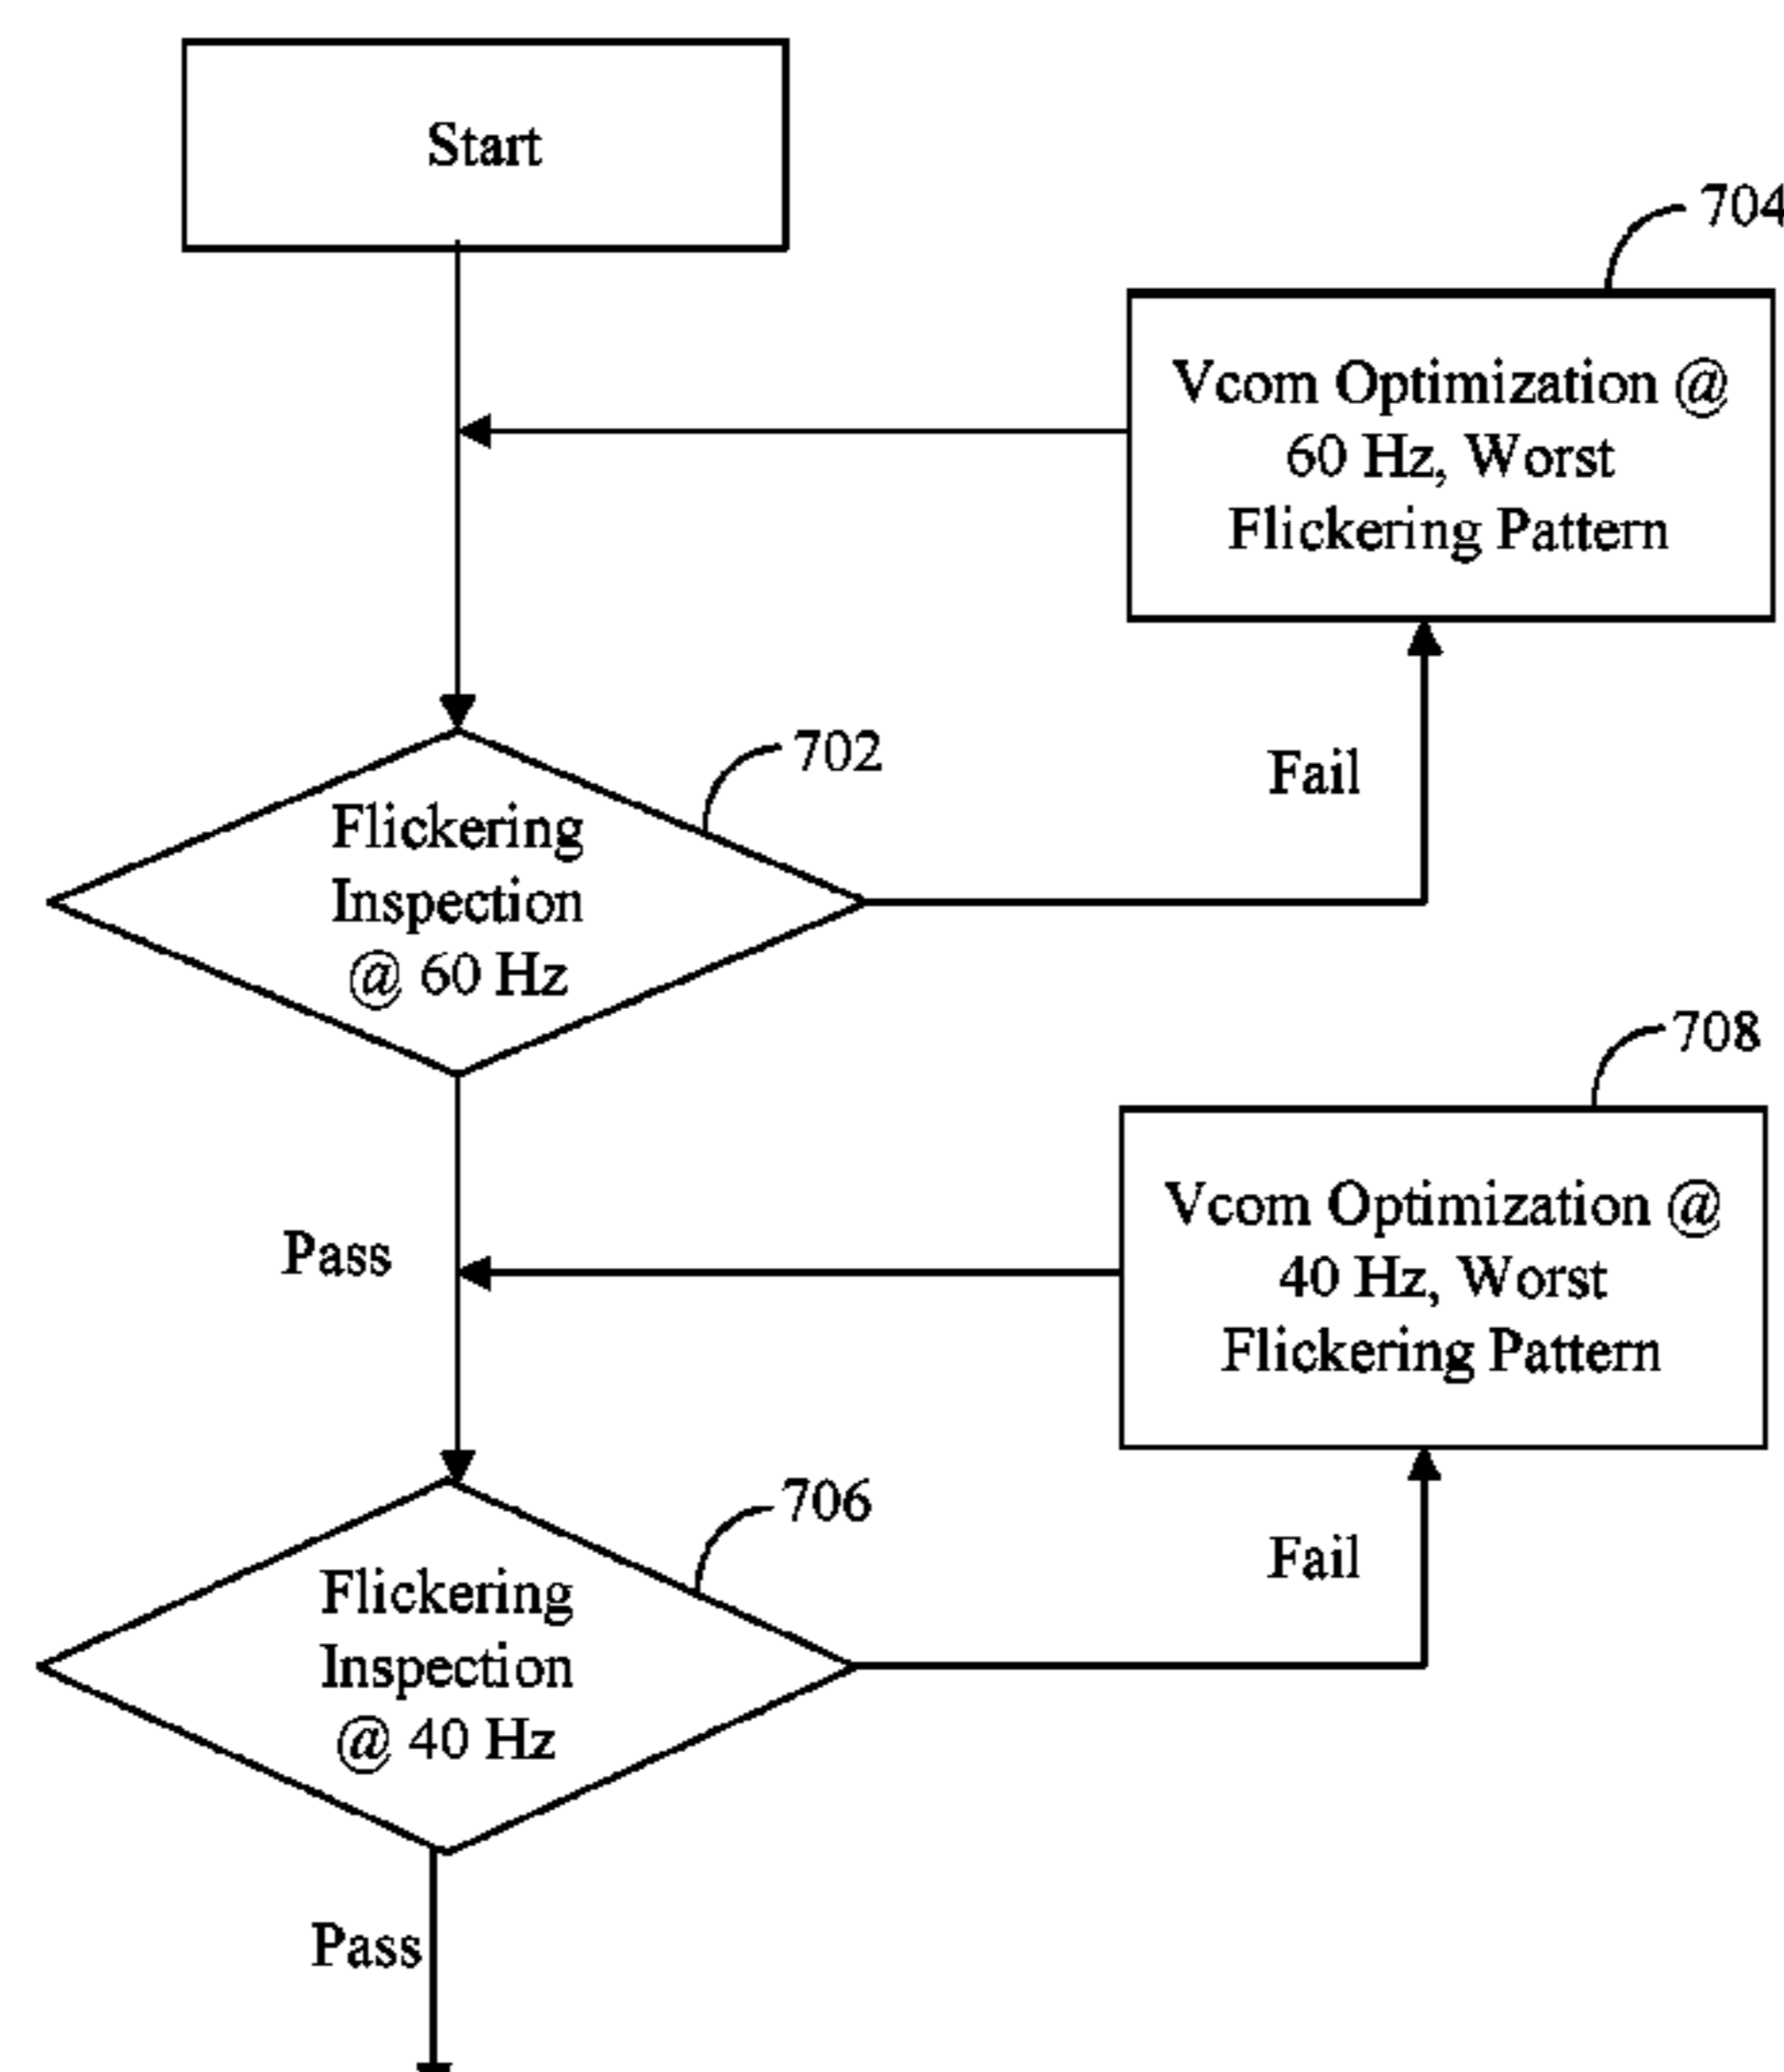 Start
704
Vcom Optimization @
60 Hz, Worst
Flickering Pattern
702
Fail
Flickering
Inspection
@ 60 Hz
708
Vcom Optimization @
40 Hz, Worst
Flickering Pattern
Pass
706
Fail
Flickering
Inspection
@ 40 Hz
Pass